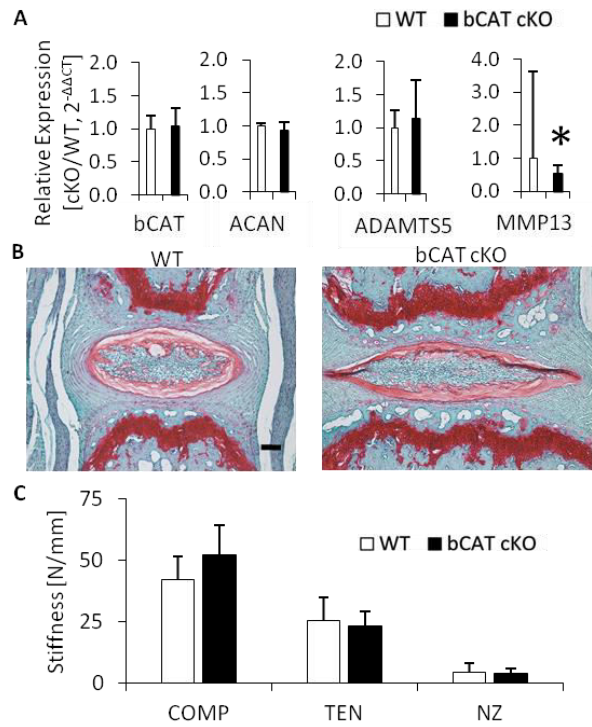 A
WT bCAT cKO
Relative Expression
[cKO/WT, 2^-ΔΔCT]
2.0 2.0 2.0 4.0
1.5 1.5 1.5 3.0
1.0 1.0 1.0 2.0
0.5 0.5 0.5 1.0
0.0 0.0 0.0 0.0
*
bCAT ACAN ADAMTS5 MMP13
B
WT bCAT cKO
C
75
50
25
0
Stiffness [N/mm]
WT bCAT cKO
COMP TEN NZ